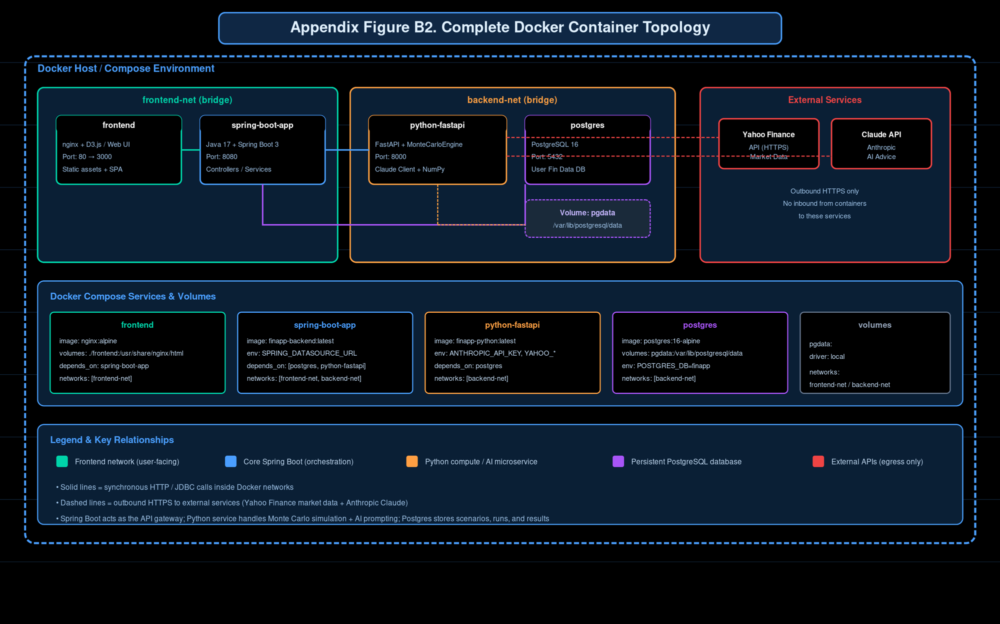 Appendix Figure B2. Complete Docker Container Topology
Docker Host / Compose Environment
frontend-net (bridge)
frontend
nginx + D3.js / Web UI
Port: 80 → 3000
Static assets + SPA
spring-boot-app
Java 17 + Spring Boot 3
Port: 8080
Controllers / Services
backend-net (bridge)
python-fastapi
FastAPI + MonteCarloEngine
Port: 8000
Claude Client + NumPy
postgres
PostgreSQL 16
Port: 5432
User Fin Data DB
Volume: pgdata
/var/lib/postgresql/data
External Services
Yahoo Finance
API (HTTPS)
Market Data
Claude API
Anthropic
AI Advice
Outbound HTTPS only
No inbound from containers
to these services
Docker Compose Services & Volumes
frontend
image: nginx:alpine
volumes: ./frontend:/usr/share/nginx/html
depends_on: spring-boot-app
networks: [frontend-net]
spring-boot-app
image: finapp-backend:latest
env: SPRING_DATASOURCE_URL
depends_on: [postgres, python-fastapi]
networks: [frontend-net, backend-net]
python-fastapi
image: finapp-python:latest
env: ANTHROPIC_API_KEY, YAHOO_*
depends_on: postgres
networks: [backend-net]
postgres
image: postgres:16-alpine
volumes: pgdata:/var/lib/postgresql/data
env: POSTGRES_DB=finapp
networks: [backend-net]
volumes
pgdata:
driver: local
networks:
frontend-net / backend-net
Legend & Key Relationships
Frontend network (user-facing)
Core Spring Boot (orchestration)
Python compute / AI microservice
Persistent PostgreSQL database
External APIs (egress only)
• Solid lines = synchronous HTTP / JDBC calls inside Docker networks
• Dashed lines = outbound HTTPS to external services (Yahoo Finance market data + Anthropic Claude)
• Spring Boot acts as the API gateway; Python service handles Monte Carlo simulation + AI prompting; Postgres stores scenarios, runs, and results